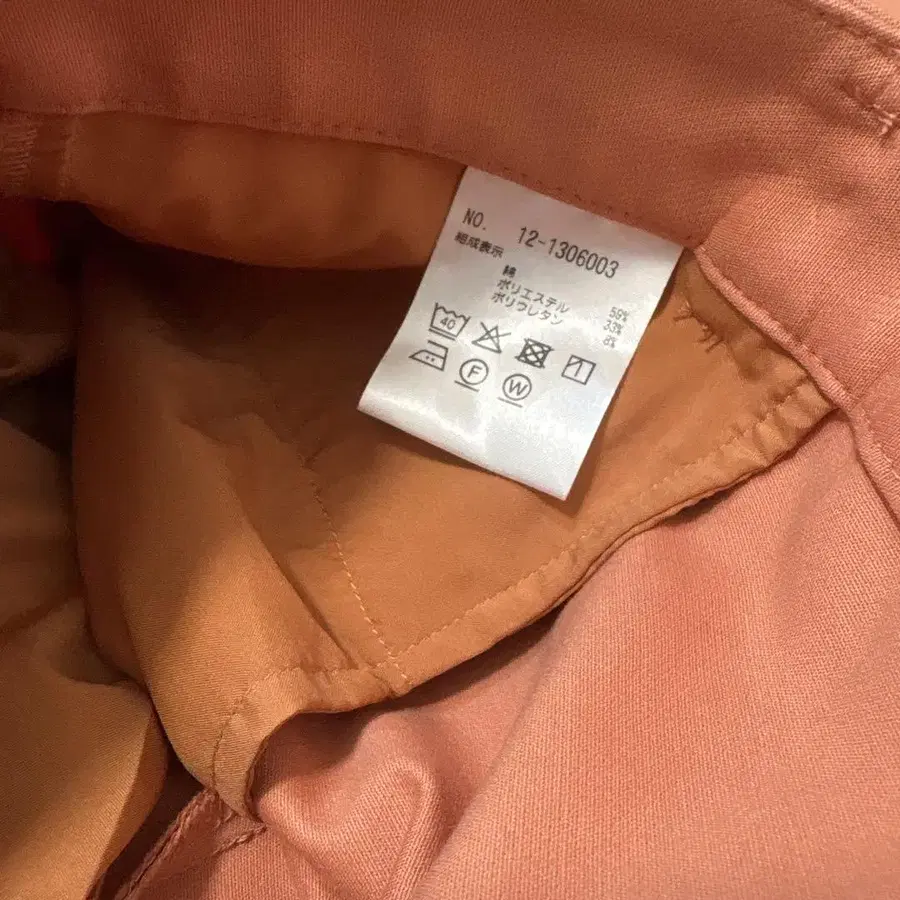 NO. 12-1306003
組成表示
綿 59%
ポリエステル 33%
ポリウレタン 8%
40
F W